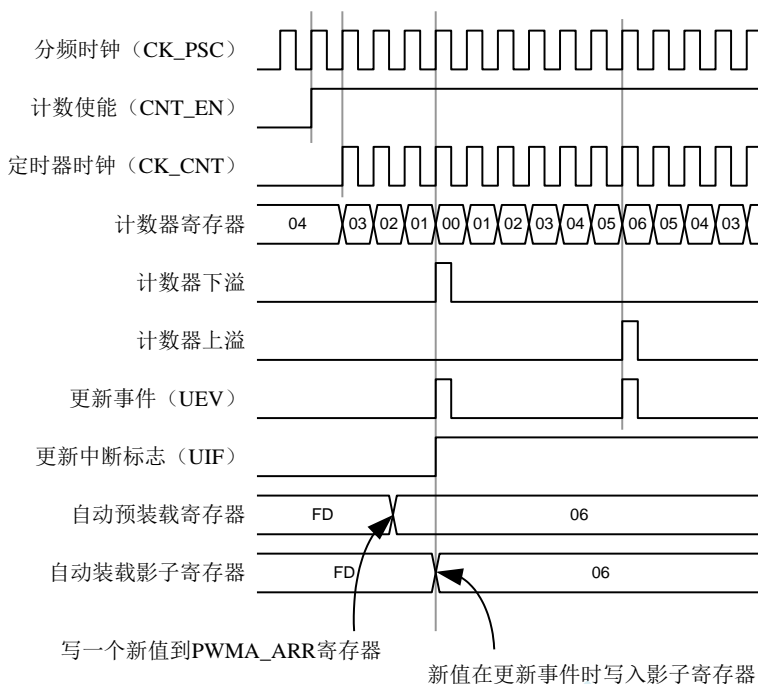 分频时钟（CK_PSC）
计数使能（CNT_EN）
定时器时钟（CK_CNT）
计数器寄存器 04 03 02 01 00 01 02 03 04 05 06 05 04 03
计数器下溢
计数器上溢
更新事件（UEV）
更新中断标志（UIF）
自动预装载寄存器 FD 06
自动装载影子寄存器 FD 06
写一个新值到PWMA_ARR寄存器
新值在更新事件时写入影子寄存器